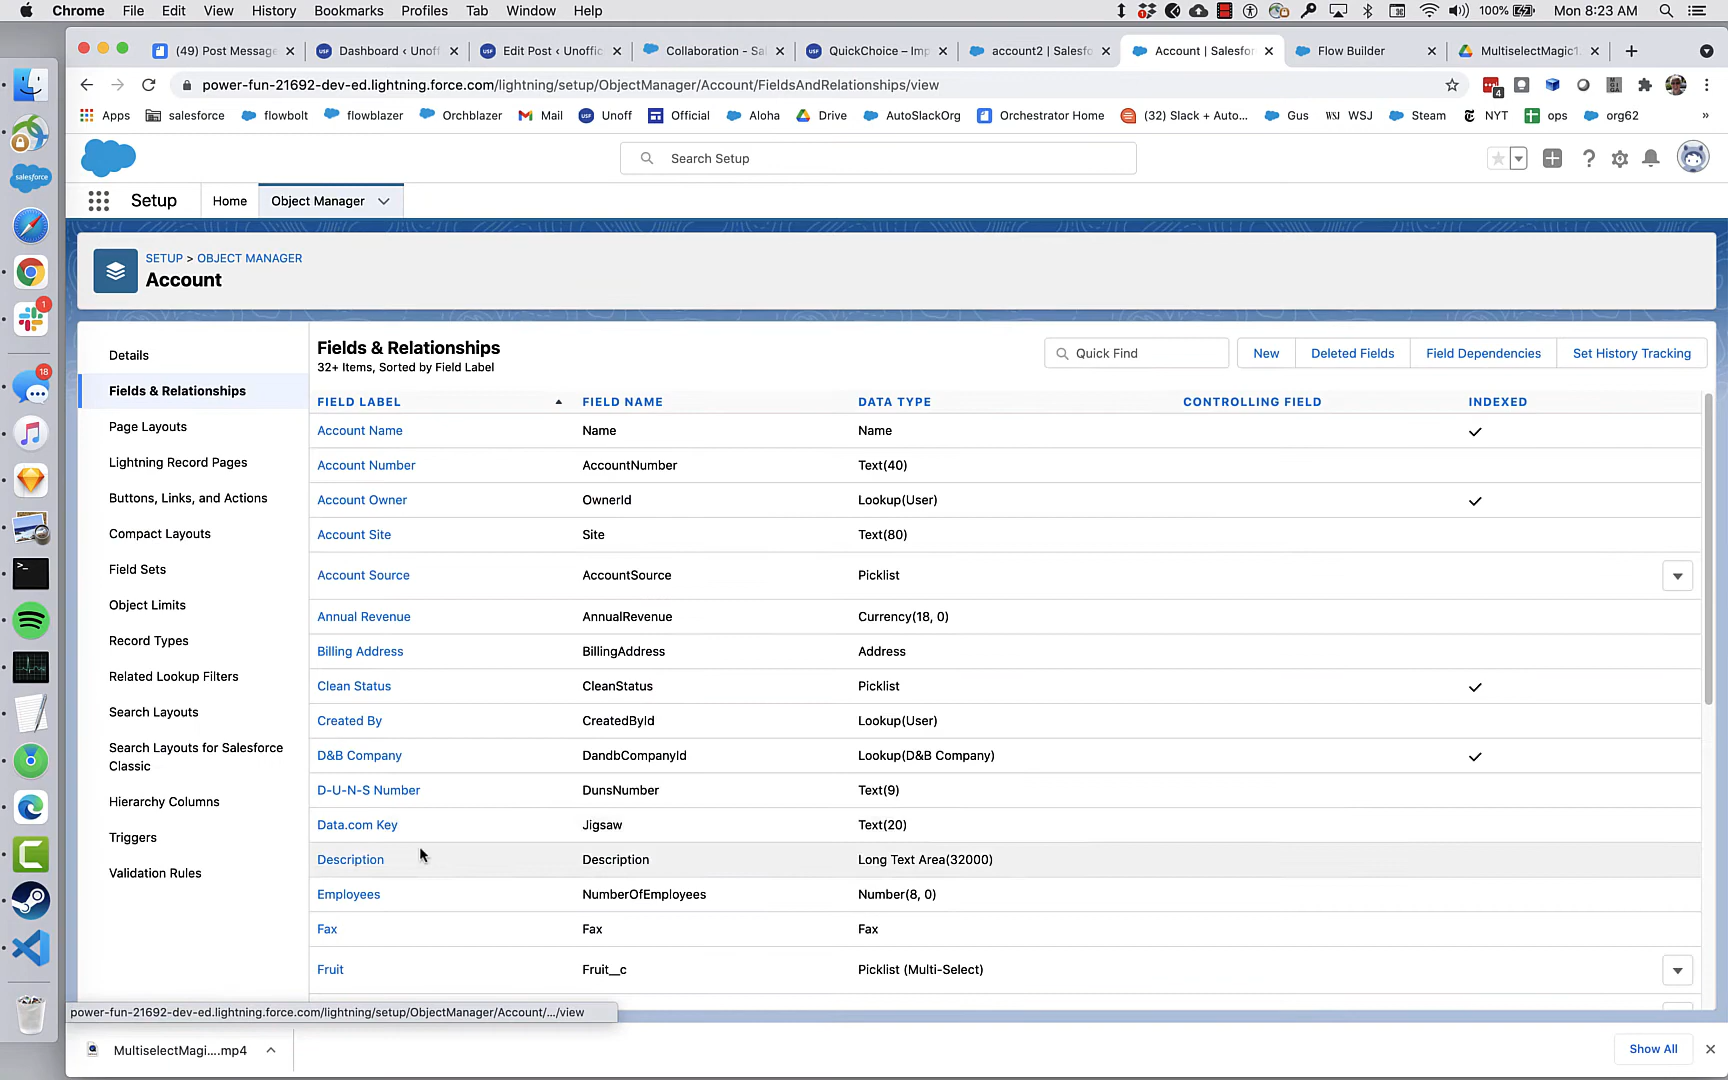 Chrome File Edit View History Bookmarks Profiles Tab Window Help 100% Mon 8:23 AM
(49) Post Message Dashboard ‹ Unoff Edit Post ‹ Unoffic Collaboration - Sa QuickChoice – Imp account2 | Salesfo Account | Salesfor Flow Builder MultiselectMagic1.
power-fun-21692-dev-ed.lightning.force.com/lightning/setup/ObjectManager/Account/FieldsAndRelationships/view
Apps salesforce flowbolt flowblazer Orchblazer Mail Unoff Official Aloha Drive AutoSlackOrg Orchestrator Home (32) Slack + Auto... Gus WSJ WSJ Steam NYT ops org62 »
Search Setup
Setup Home Object Manager
SETUP > OBJECT MANAGER
Account
Details
Fields & Relationships
Page Layouts
Lightning Record Pages
Buttons, Links, and Actions
Compact Layouts
Field Sets
Object Limits
Record Types
Related Lookup Filters
Search Layouts
Search Layouts for Salesforce
Classic
Hierarchy Columns
Triggers
Validation Rules
Fields & Relationships
32+ Items, Sorted by Field Label
Quick Find New Deleted Fields Field Dependencies Set History Tracking
FIELD LABEL FIELD NAME DATA TYPE CONTROLLING FIELD INDEXED
Account Name Name Name
Account Number AccountNumber Text(40)
Account Owner OwnerId Lookup(User)
Account Site Site Text(80)
Account Source AccountSource Picklist
Annual Revenue AnnualRevenue Currency(18, 0)
Billing Address BillingAddress Address
Clean Status CleanStatus Picklist
Created By CreatedById Lookup(User)
D&B Company DandbCompanyId Lookup(D&B Company)
D-U-N-S Number DunsNumber Text(9)
Data.com Key Jigsaw Text(20)
Description Description Long Text Area(32000)
Employees NumberOfEmployees Number(8, 0)
Fax Fax Fax
Fruit Fruit__c Picklist (Multi-Select)
power-fun-21692-dev-ed.lightning.force.com/lightning/setup/ObjectManager/Account/.../view
MultiselectMagi....mp4 Show All
salesforce
1
18
4